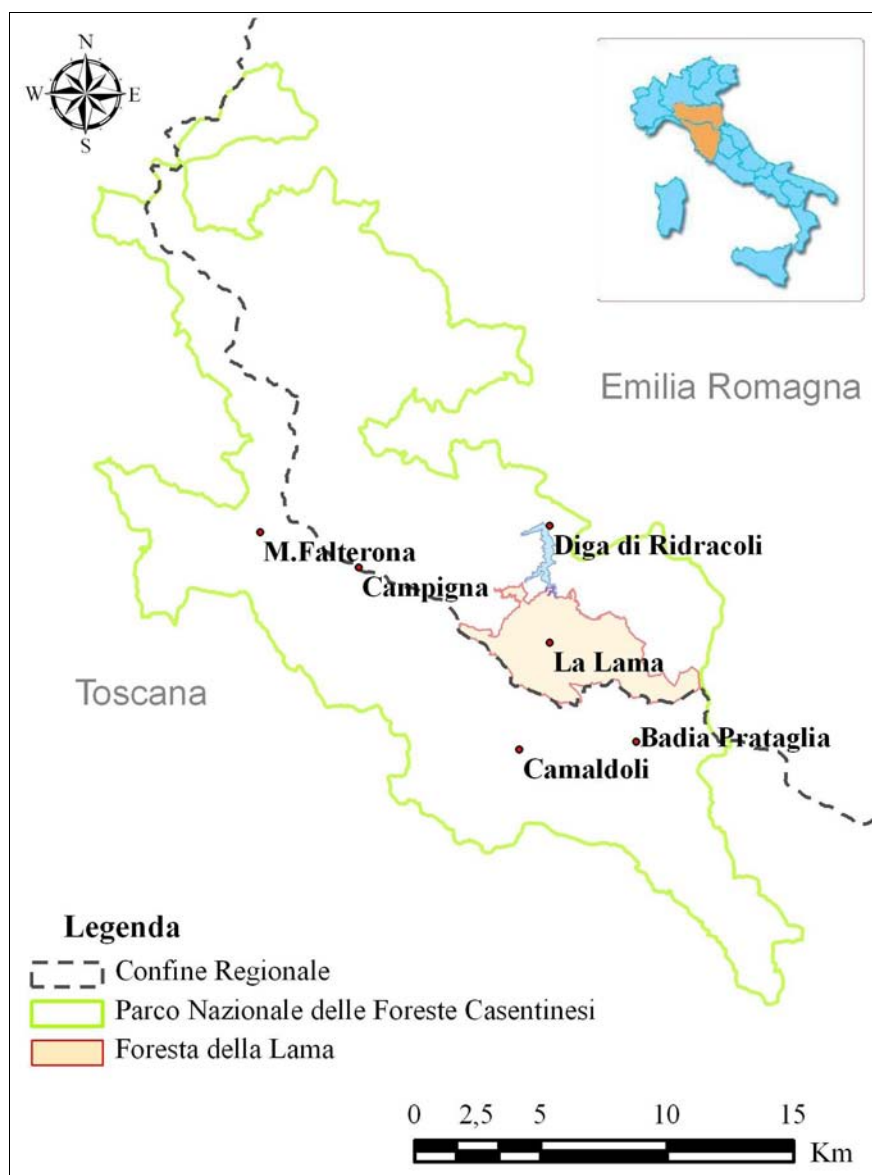 N
W E
S
Emilia Romagna
Diga di Ridracoli
M.Falterona
Campigna
La Lama
Toscana
Badia Prataglia
Camaldoli
Legenda
Confine Regionale
Parco Nazionale delle Foreste Casentinesi
Foresta della Lama
0 2,5 5 10 15
Km